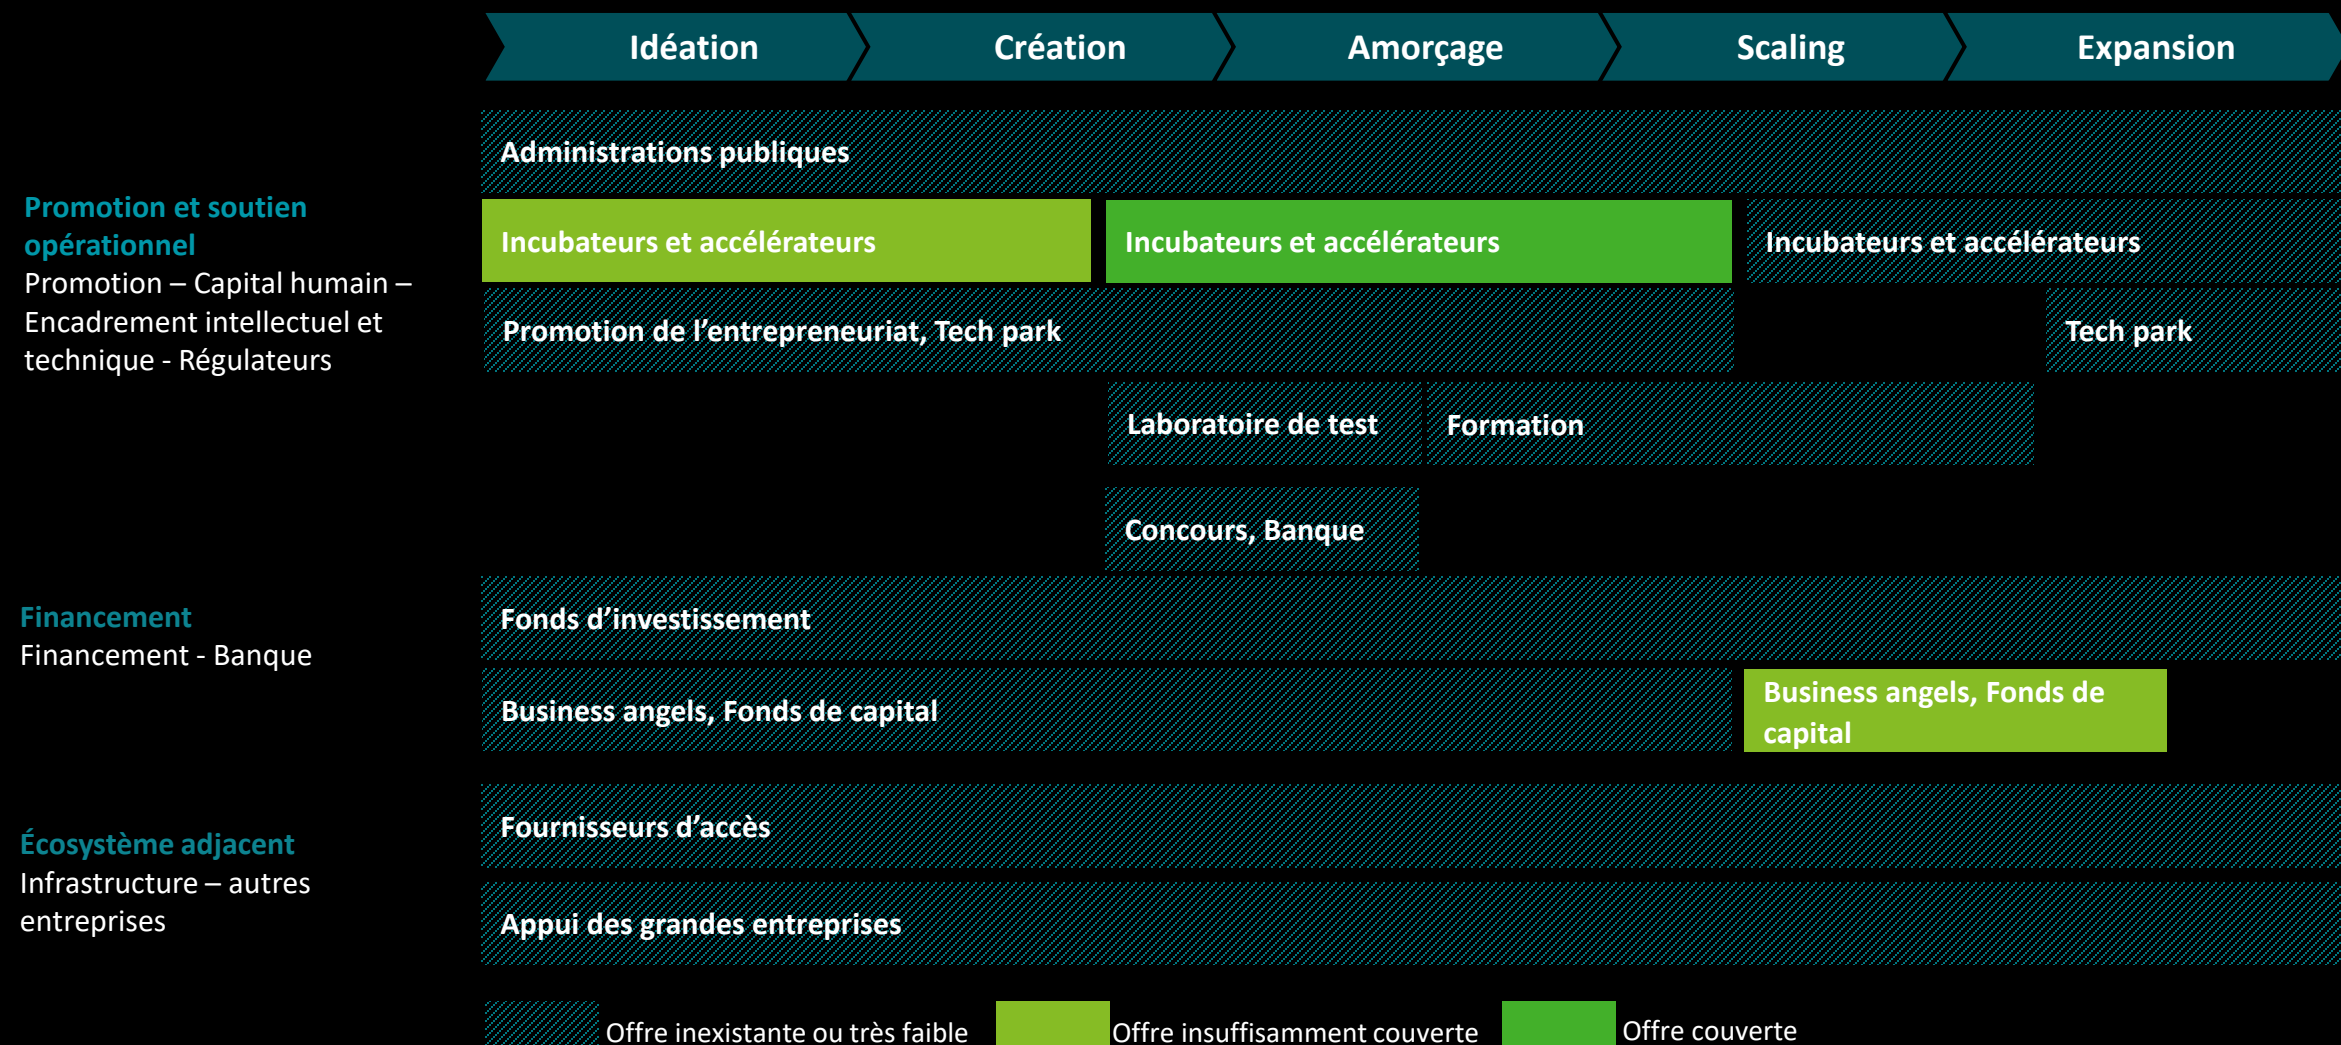 Idéation
Création
Amorçage
Scaling
Expansion
Administrations publiques
Promotion et soutien
opérationnel
Promotion – Capital humain –
Encadrement intellectuel et
technique - Régulateurs
Incubateurs et accélérateurs
Incubateurs et accélérateurs
Incubateurs et accélérateurs
Promotion de l’entrepreneuriat, Tech park
Tech park
Laboratoire de test
Formation
Concours, Banque
Financement
Financement - Banque
Fonds d’investissement
Business angels, Fonds de capital
Business angels, Fonds de
capital
Écosystème adjacent
Infrastructure – autres
entreprises
Fournisseurs d’accès
Appui des grandes entreprises
Offre inexistante ou très faible
Offre insuffisamment couverte
Offre couverte